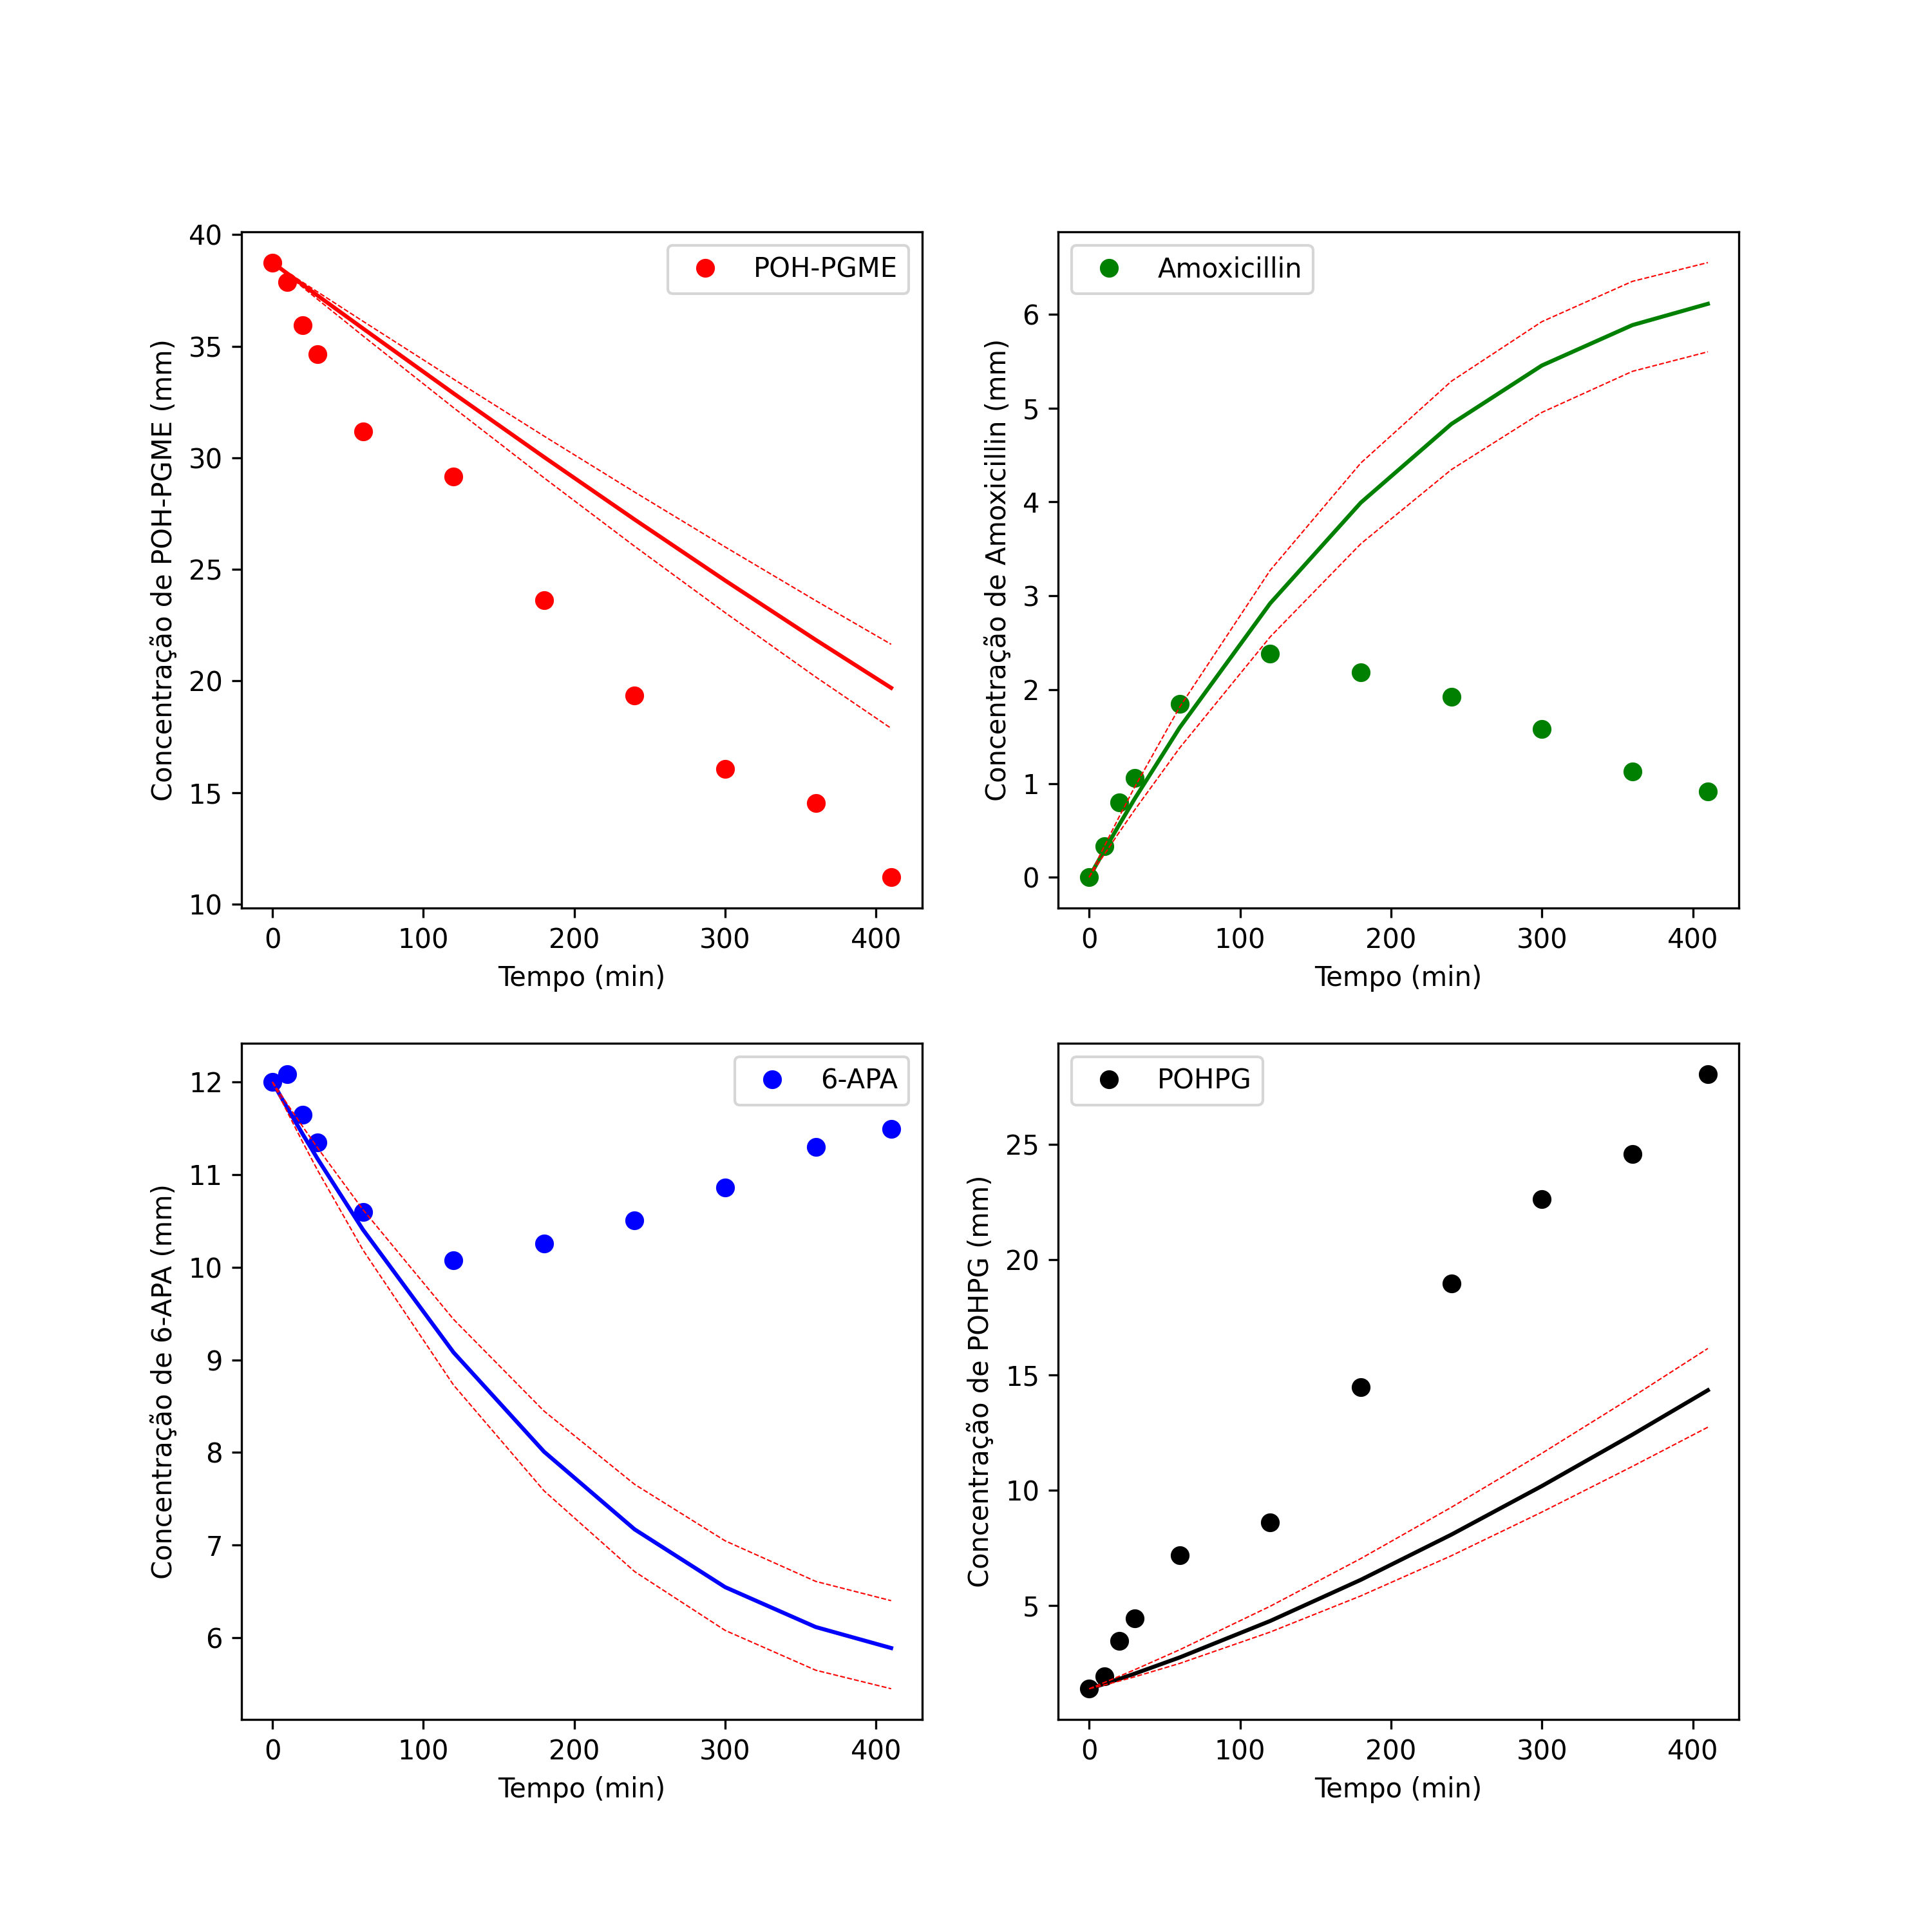 POH-PGME
40
35
30
25
20
15
10
Concentração de POH-PGME (mm)
0 100 200 300 400
Tempo (min)
Amoxicillin
6
5
4
3
2
1
0
Concentração de Amoxicillin (mm)
0 100 200 300 400
Tempo (min)
6-APA
12
11
10
9
8
7
6
Concentração de 6-APA (mm)
0 100 200 300 400
Tempo (min)
POHPG
25
20
15
10
5
Concentração de POHPG (mm)
0 100 200 300 400
Tempo (min)